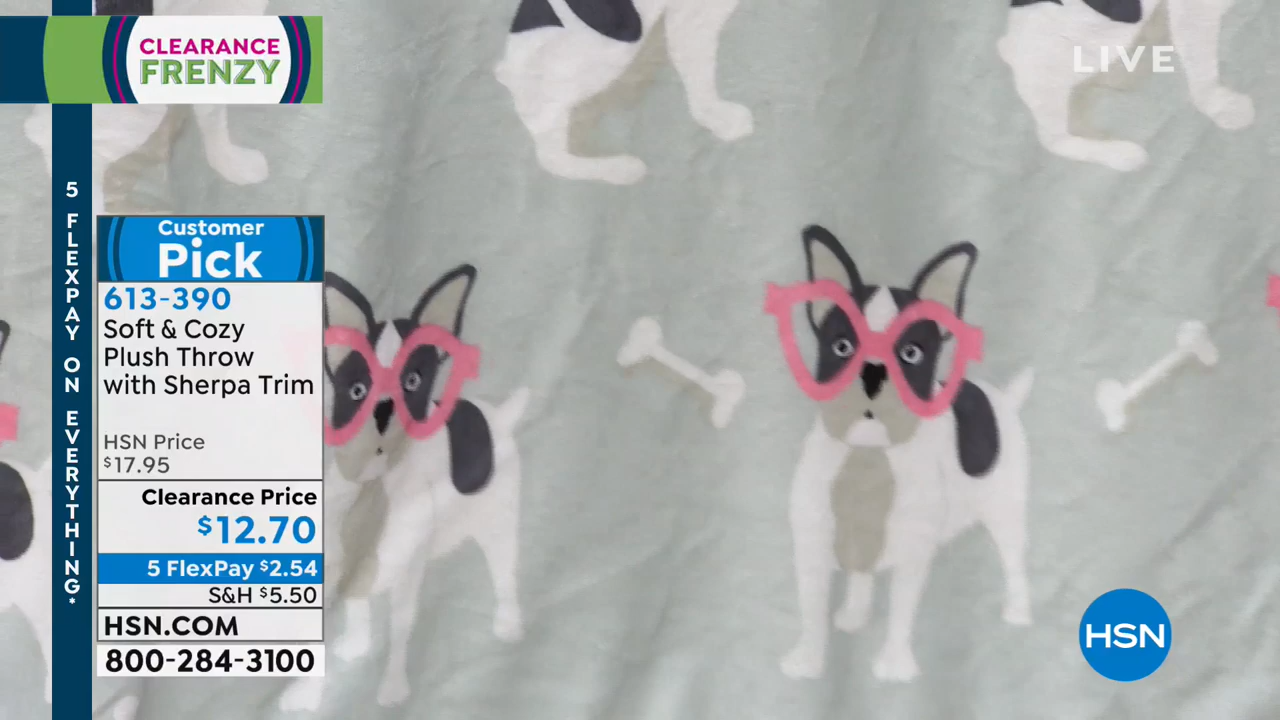 CLEARANCE
FRENZY
LIVE
5 FLEXPAY ON EVERYTHING*
Customer
Pick
613-390
Soft & Cozy
Plush Throw
with Sherpa Trim
HSN Price
$17.95
Clearance Price
$12.70
5 FlexPay $2.54
S&H $5.50
HSN.COM
800-284-3100
HSN